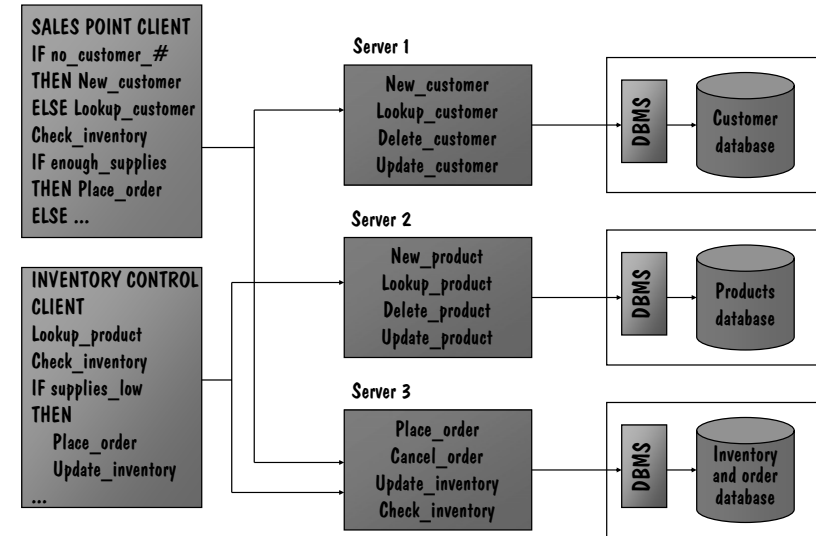 SALES POINT CLIENT
IF no_customer_#
THEN New_customer
ELSE Lookup_customer
Check_inventory
IF enough_supplies
THEN Place_order
ELSE ...
INVENTORY CONTROL
CLIENT
Lookup_product
Check_inventory
IF supplies_low
THEN
Place_order
Update_inventory
...
Server 1
New_customer
Lookup_customer
Delete_customer
Update_customer
DBMS
Customer
database
Server 2
New_product
Lookup_product
Delete_product
Update_product
DBMS
Products
database
Server 3
Place_order
Cancel_order
Update_inventory
Check_inventory
DBMS
Inventory
and order
database